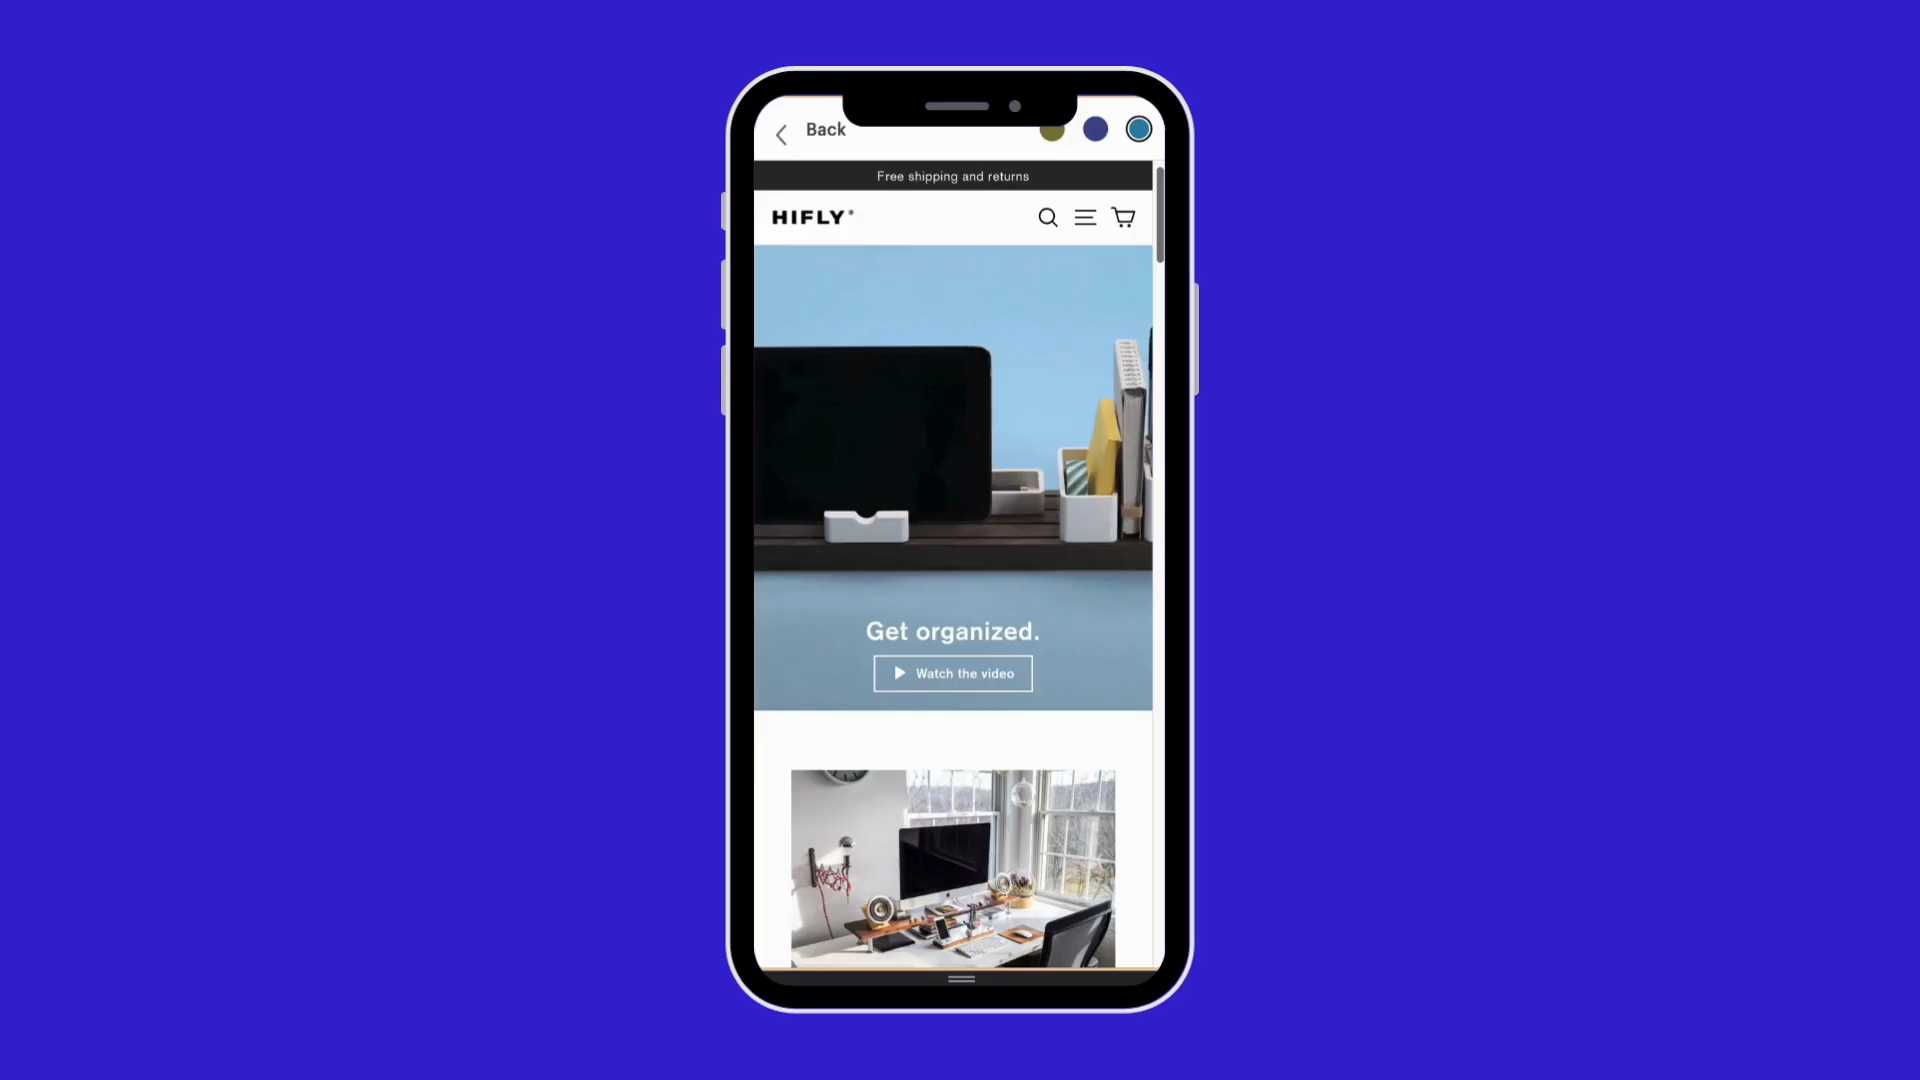 Back
Free shipping and returns
HIFLY
Get organized.
Watch the video